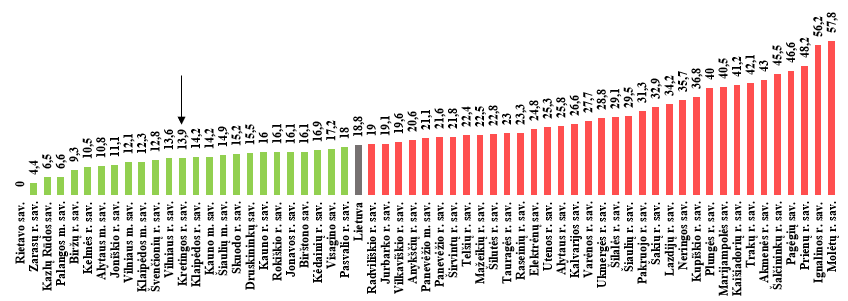 0
4,4
6,5
6,6
9,3
10,5
10,8
11,1
12,1
12,3
12,8
13,6
13,9
14,2
14,2
14,9
15,2
15,5
16
16,1
16,1
16,1
16,9
17,2
18
18,8
19
19,1
19,6
20,6
21,1
21,6
21,8
22,4
22,5
22,8
23
23,3
24,8
25,3
25,8
26,6
27,7
28,8
29,1
29,5
31,3
32,9
34,2
35,7
36,8
40
40,5
41,2
42,1
43
45,5
46,6
48,2
56,2
57,8
Rietavo sav.
Zarasų r. sav.
Kazlų Rūdos sav.
Palangos m. sav.
Biržų r. sav.
Kelmės r. sav.
Alytaus m. sav.
Joniškio r. sav.
Vilniaus m. sav.
Klaipėdos m. sav.
Švenčionių r. sav.
Vilniaus r. sav.
Kretingos r. sav.
Klaipėdos r. sav.
Kauno m. sav.
Šiaulių m. sav.
Skuodo r. sav.
Druskininkų sav.
Kauno r. sav.
Rokiškio r. sav.
Jonavos r. sav.
Birštono sav.
Kėdainių r. sav.
Visagino sav.
Pasvalio r. sav.
Lietuva
Radviliškio r. sav.
Jurbarko r. sav.
Vilkaviškio r. sav.
Anykščių r. sav.
Panevėžio m. sav.
Panevėžio r. sav.
Širvintų r. sav.
Telšių r. sav.
Mažeikių r. sav.
Šilutės r. sav.
Tauragės r. sav.
Raseinių r. sav.
Elektrėnų sav.
Utenos r. sav.
Alytaus r. sav.
Kalvarijos sav.
Varėnos r. sav.
Ukmergės r. sav.
Šilalės r. sav.
Šiaulių r. sav.
Pakruojo r. sav.
Šakių r. sav.
Lazdijų r. sav.
Neringos sav.
Kupiškio r. sav.
Plungės r. sav.
Marijampolės sav.
Kaišiadorių r. sav.
Trakų r. sav.
Akmenės r. sav.
Šalčininkų r. sav.
Pagėgių sav.
Prienų r. sav.
Ignalinos r. sav.
Molėtų r. sav.